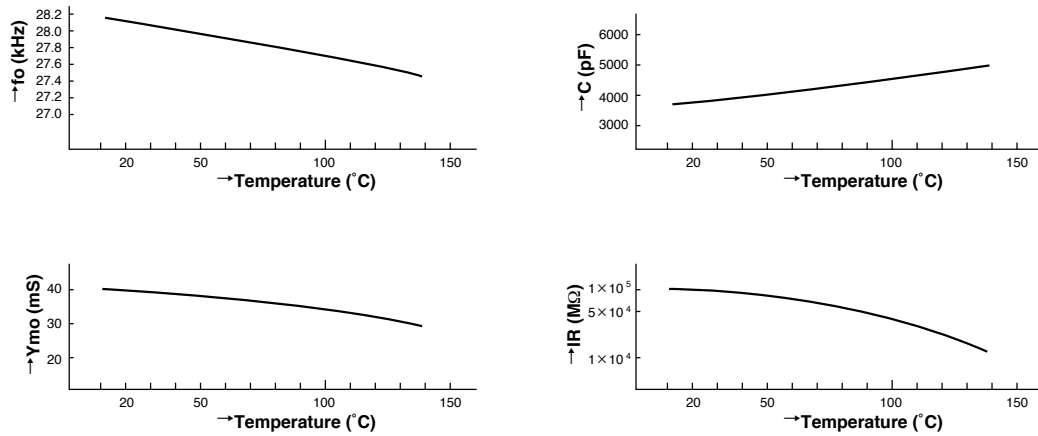 28.2
28.0
27.8
27.6
27.4
27.2
27.0
→fo (kHz)
20 50 100 150
→Temperature (˚C)
6000
5000
4000
3000
→C (pF)
20 50 100 150
→Temperature (˚C)
40
30
20
→Ymo (mS)
20 50 100 150
→Temperature (˚C)
1×10⁵
5×10⁴
1×10⁴
→IR (MΩ)
20 50 100 150
→Temperature (˚C)